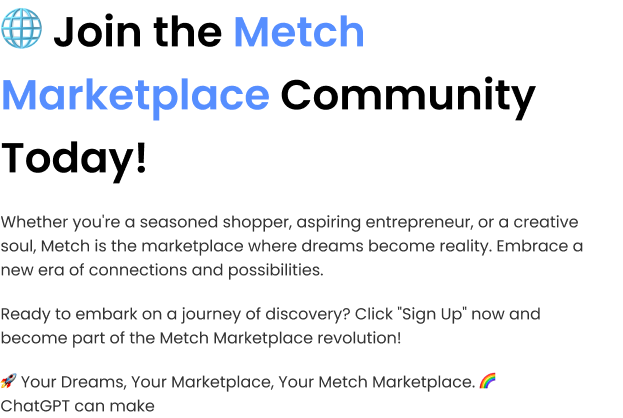 🌐 Join the Metch
Marketplace Community
Today!
Whether you're a seasoned shopper, aspiring entrepreneur, or a creative
soul, Metch is the marketplace where dreams become reality. Embrace a
new era of connections and possibilities.
Ready to embark on a journey of discovery? Click "Sign Up" now and
become part of the Metch Marketplace revolution!
🚀 Your Dreams, Your Marketplace, Your Metch Marketplace. 🌈
ChatGPT can make